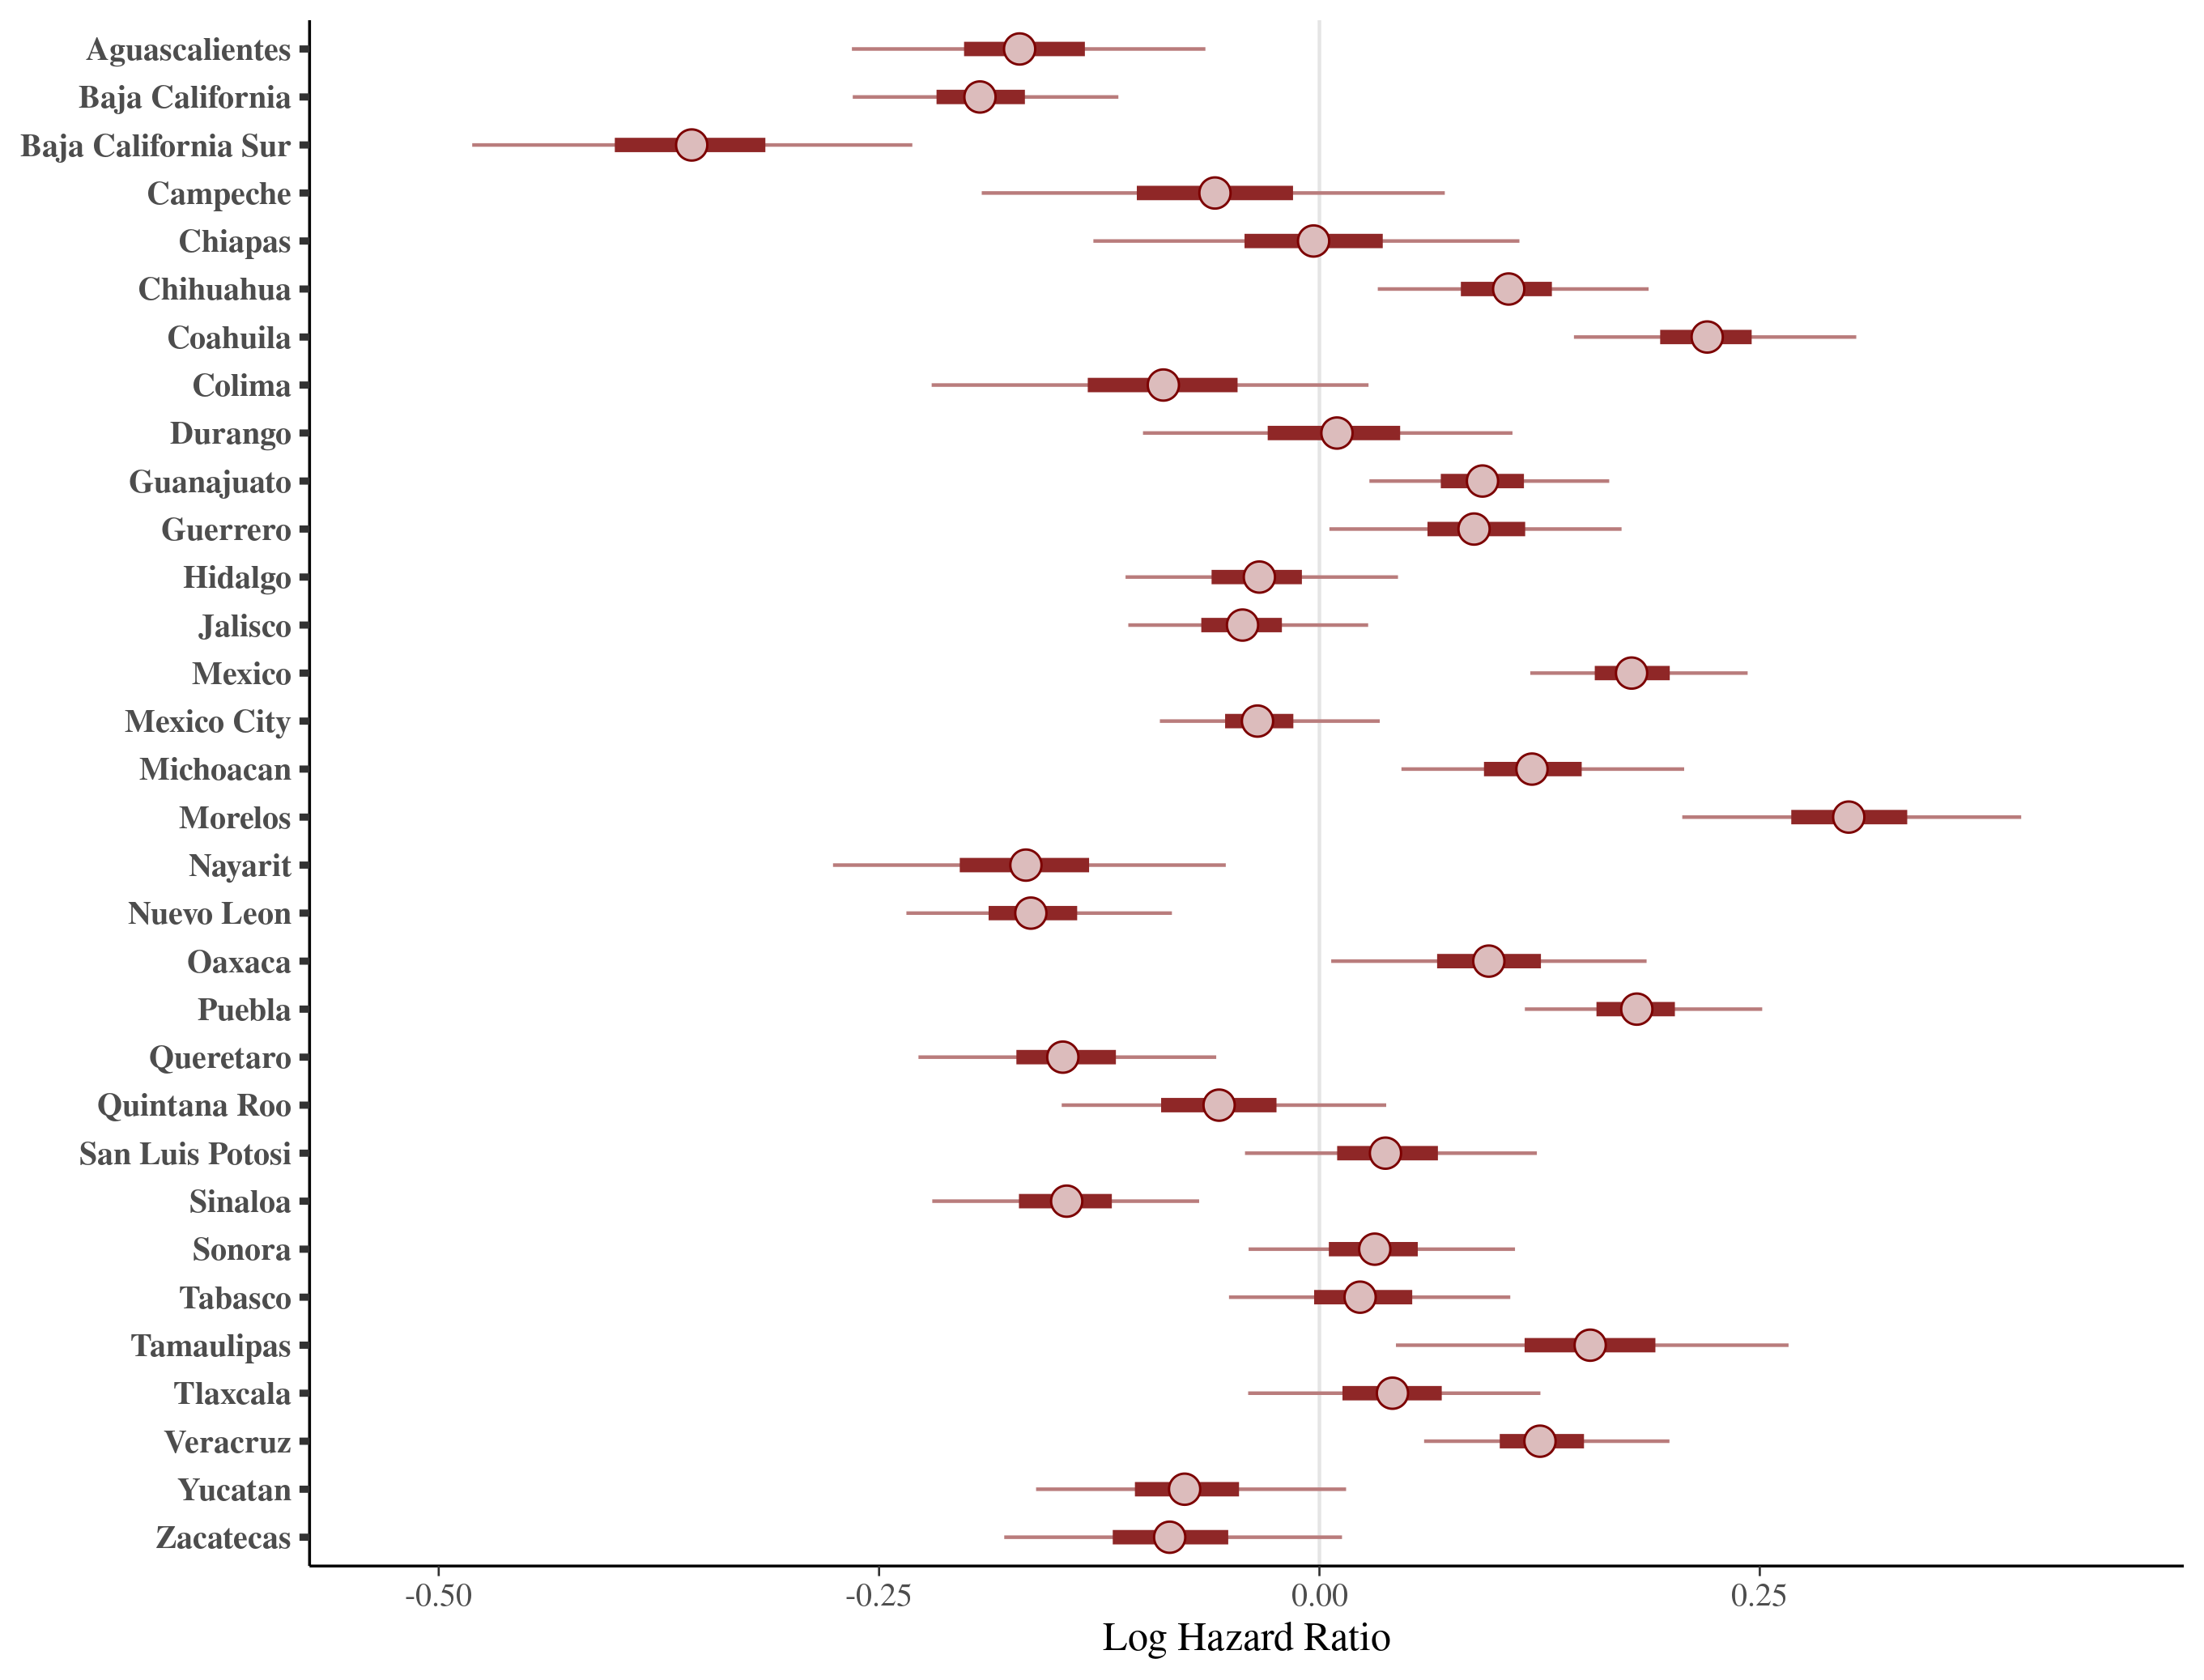 Aguascalientes
Baja California
Baja California Sur
Campeche
Chiapas
Chihuahua
Coahuila
Colima
Durango
Guanajuato
Guerrero
Hidalgo
Jalisco
Mexico
Mexico City
Michoacan
Morelos
Nayarit
Nuevo Leon
Oaxaca
Puebla
Queretaro
Quintana Roo
San Luis Potosi
Sinaloa
Sonora
Tabasco
Tamaulipas
Tlaxcala
Veracruz
Yucatan
Zacatecas
-0.50 -0.25 0.00 0.25
Log Hazard Ratio